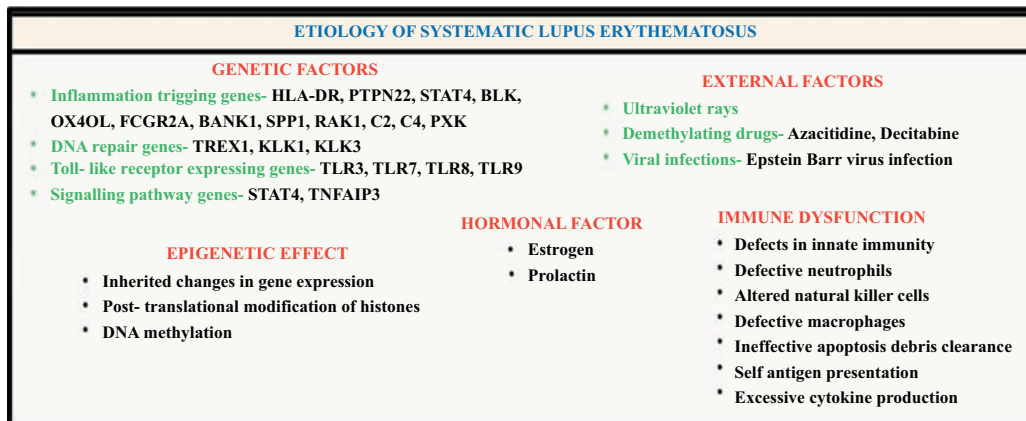 ETIOLOGY OF SYSTEMATIC LUPUS ERYTHEMATOSUS
GENETIC FACTORS
* Inflammation trigging genes- HLA-DR, PTPN22, STAT4, BLK,
OX4OL, FCGR2A, BANK1, SPP1, RAK1, C2, C4, PXK
* DNA repair genes- TREX1, KLK1, KLK3
* Toll- like receptor expressing genes- TLR3, TLR7, TLR8, TLR9
* Signalling pathway genes- STAT4, TNFAIP3
EXTERNAL FACTORS
* Ultraviolet rays
* Demethylating drugs- Azacitidine, Decitabine
* Viral infections- Epstein Barr virus infection
EPIGENETIC EFFECT
* Inherited changes in gene expression
* Post- translational modification of histones
* DNA methylation
HORMONAL FACTOR
* Estrogen
* Prolactin
IMMUNE DYSFUNCTION
* Defects in innate immunity
* Defective neutrophils
* Altered natural killer cells
* Defective macrophages
* Ineffective apoptosis debris clearance
* Self antigen presentation
* Excessive cytokine production